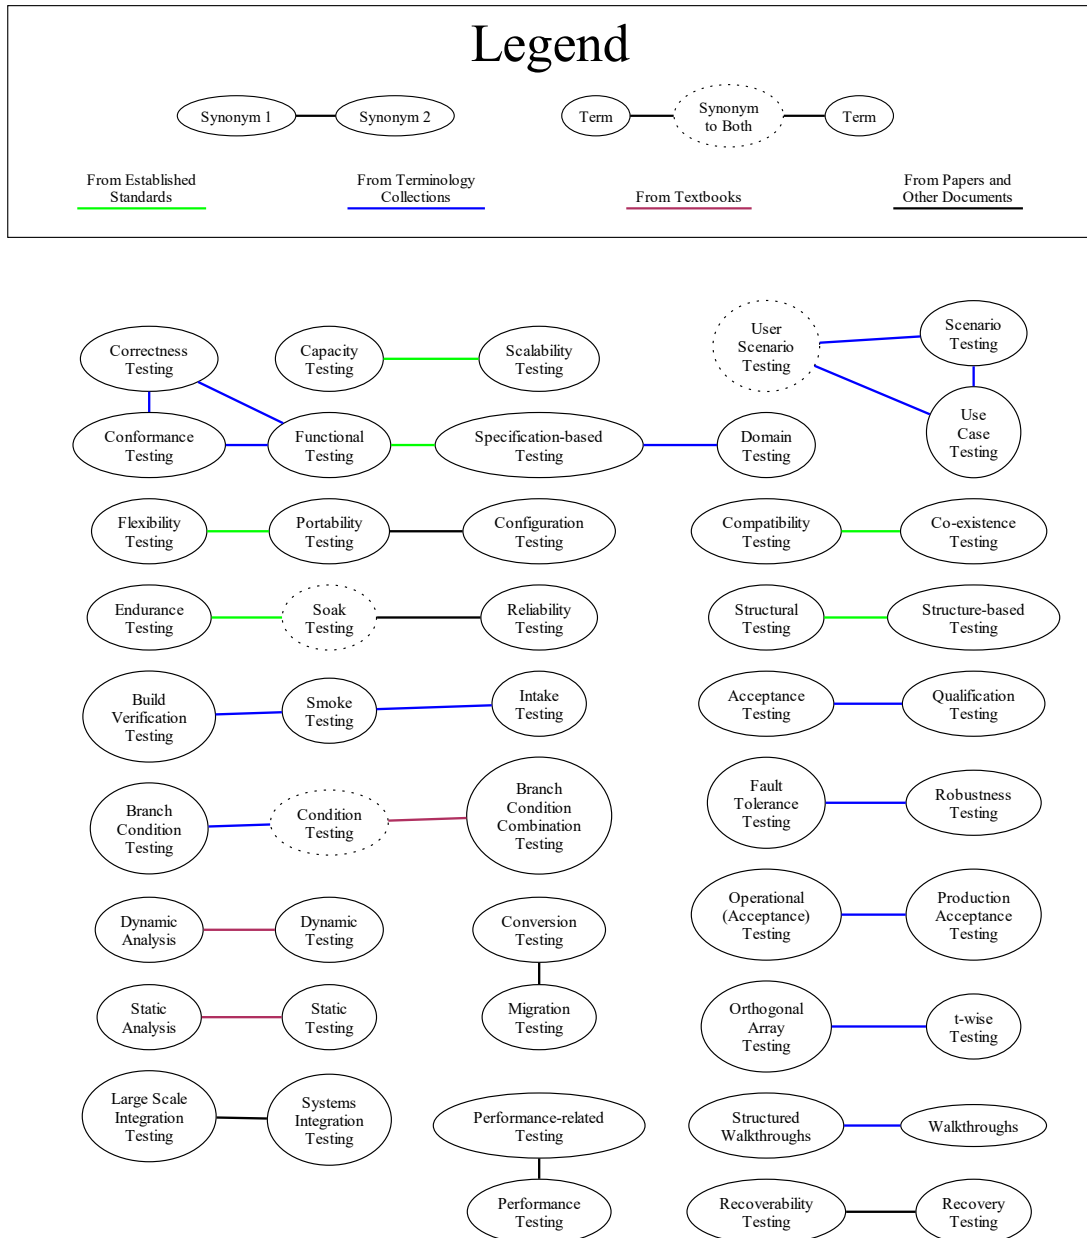 Legend
Synonym 1
Synonym 2
Term
Synonym
to Both
Term
From Established
Standards
From Terminology
Collections
From Textbooks
From Papers and
Other Documents
Correctness
Testing
Capacity
Testing
Scalability
Testing
User
Scenario
Testing
Scenario
Testing
Conformance
Testing
Functional
Testing
Specification-based
Testing
Domain
Testing
Use
Case
Testing
Flexibility
Testing
Portability
Testing
Configuration
Testing
Compatibility
Testing
Co-existence
Testing
Endurance
Testing
Soak
Testing
Reliability
Testing
Structural
Testing
Structure-based
Testing
Build
Verification
Testing
Smoke
Testing
Intake
Testing
Acceptance
Testing
Qualification
Testing
Branch
Condition
Testing
Condition
Testing
Branch
Condition
Combination
Testing
Fault
Tolerance
Testing
Robustness
Testing
Dynamic
Analysis
Dynamic
Testing
Conversion
Testing
Operational
(Acceptance)
Testing
Production
Acceptance
Testing
Static
Analysis
Static
Testing
Migration
Testing
Orthogonal
Array
Testing
t-wise
Testing
Large Scale
Integration
Testing
Systems
Integration
Testing
Performance-related
Testing
Structured
Walkthroughs
Walkthroughs
Performance
Testing
Recoverability
Testing
Recovery
Testing